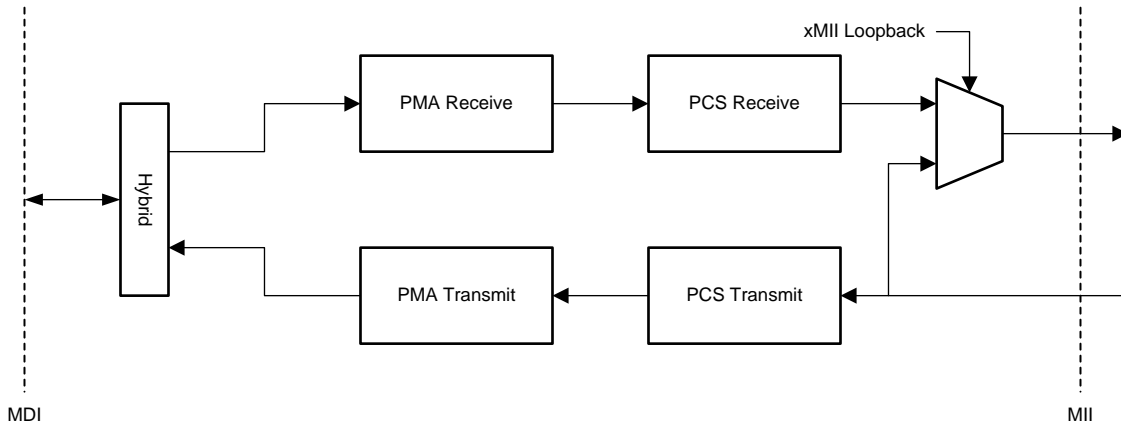 xMII Loopback
PMA Receive
PCS Receive
Hybrid
PMA Transmit
PCS Transmit
MDI
MII